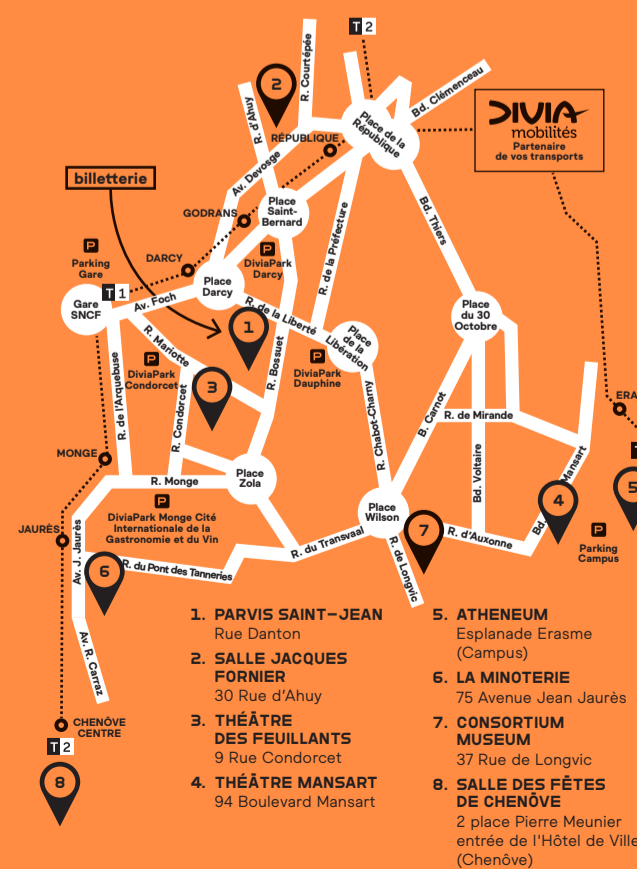 T 2
R. Courtépée
2
R. d'Ahuy
Bd. Clémenceau
Place de la
République
RÉPUBLIQUE
DIVIA
mobilités
Partenaire
de vos transports
Av. Devosge
billetterie
GODRANS
Place
Saint-
Bernard
Bd. Thiers
R. de la Préfecture
P
Parking
Gare
DARCY
P
DiviaPark
Darcy
T 1
Gare
SNCF
Av. Foch
Place
Darcy
R. de la Liberté
Place
de la
Libération
Place
du 30
Octobre
1
R. Mariotte
P
DiviaPark
Condorcet
P
DiviaPark
Dauphine
R. Bossuet
R. de l'Arquebuse
R. Condorcet
3
R. Chabot-Charny
B. Carnot
R. de Mirande
ERA
MONGE
R. Monge
Place
Zola
Bd. Voltaire
Bd. Mansart
4
5
P
DiviaPark Monge Cité
Internationale de la
Gastronomie et du Vin
Place
Wilson
7
R. d'Auxonne
P
Parking
Campus
JAURÈS
Av. J. Jaurès
6
R. du Pont des Tanneries
R. du Transvaal
R. de Longvic
Av. R. Carraz
CHENÔVE
CENTRE
T 2
8
1. PARVIS SAINT-JEAN
Rue Danton
2. SALLE JACQUES
FORNIER
30 Rue d'Ahuy
3. THÉÂTRE
DES FEUILLANTS
9 Rue Condorcet
4. THÉÂTRE MANSART
94 Boulevard Mansart
5. ATHENEUM
Esplanade Erasme
(Campus)
6. LA MINOTERIE
75 Avenue Jean Jaurès
7. CONSORTIUM
MUSEUM
37 Rue de Longvic
8. SALLE DES FÊTES
DE CHENÔVE
2 place Pierre Meunier
entrée de l'Hôtel de Ville
(Chenôve)